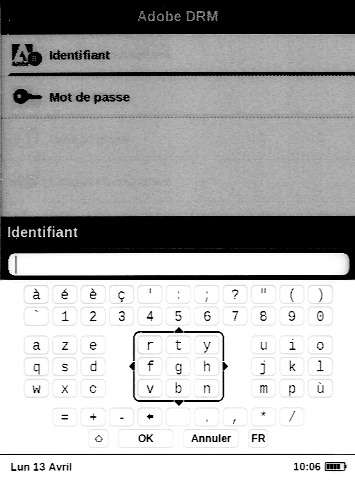 Adobe DRM
Identifiant
Mot de passe
Identifiant
à é è ç ' : ; ? " ( )
` 1 2 3 4 5 6 7 8 9 0
a z e r t y u i o
q s d f g h j k l
w x c v b n m p ù
= + - . , * /
OK Annuler FR
Lun 13 Avril 10:06